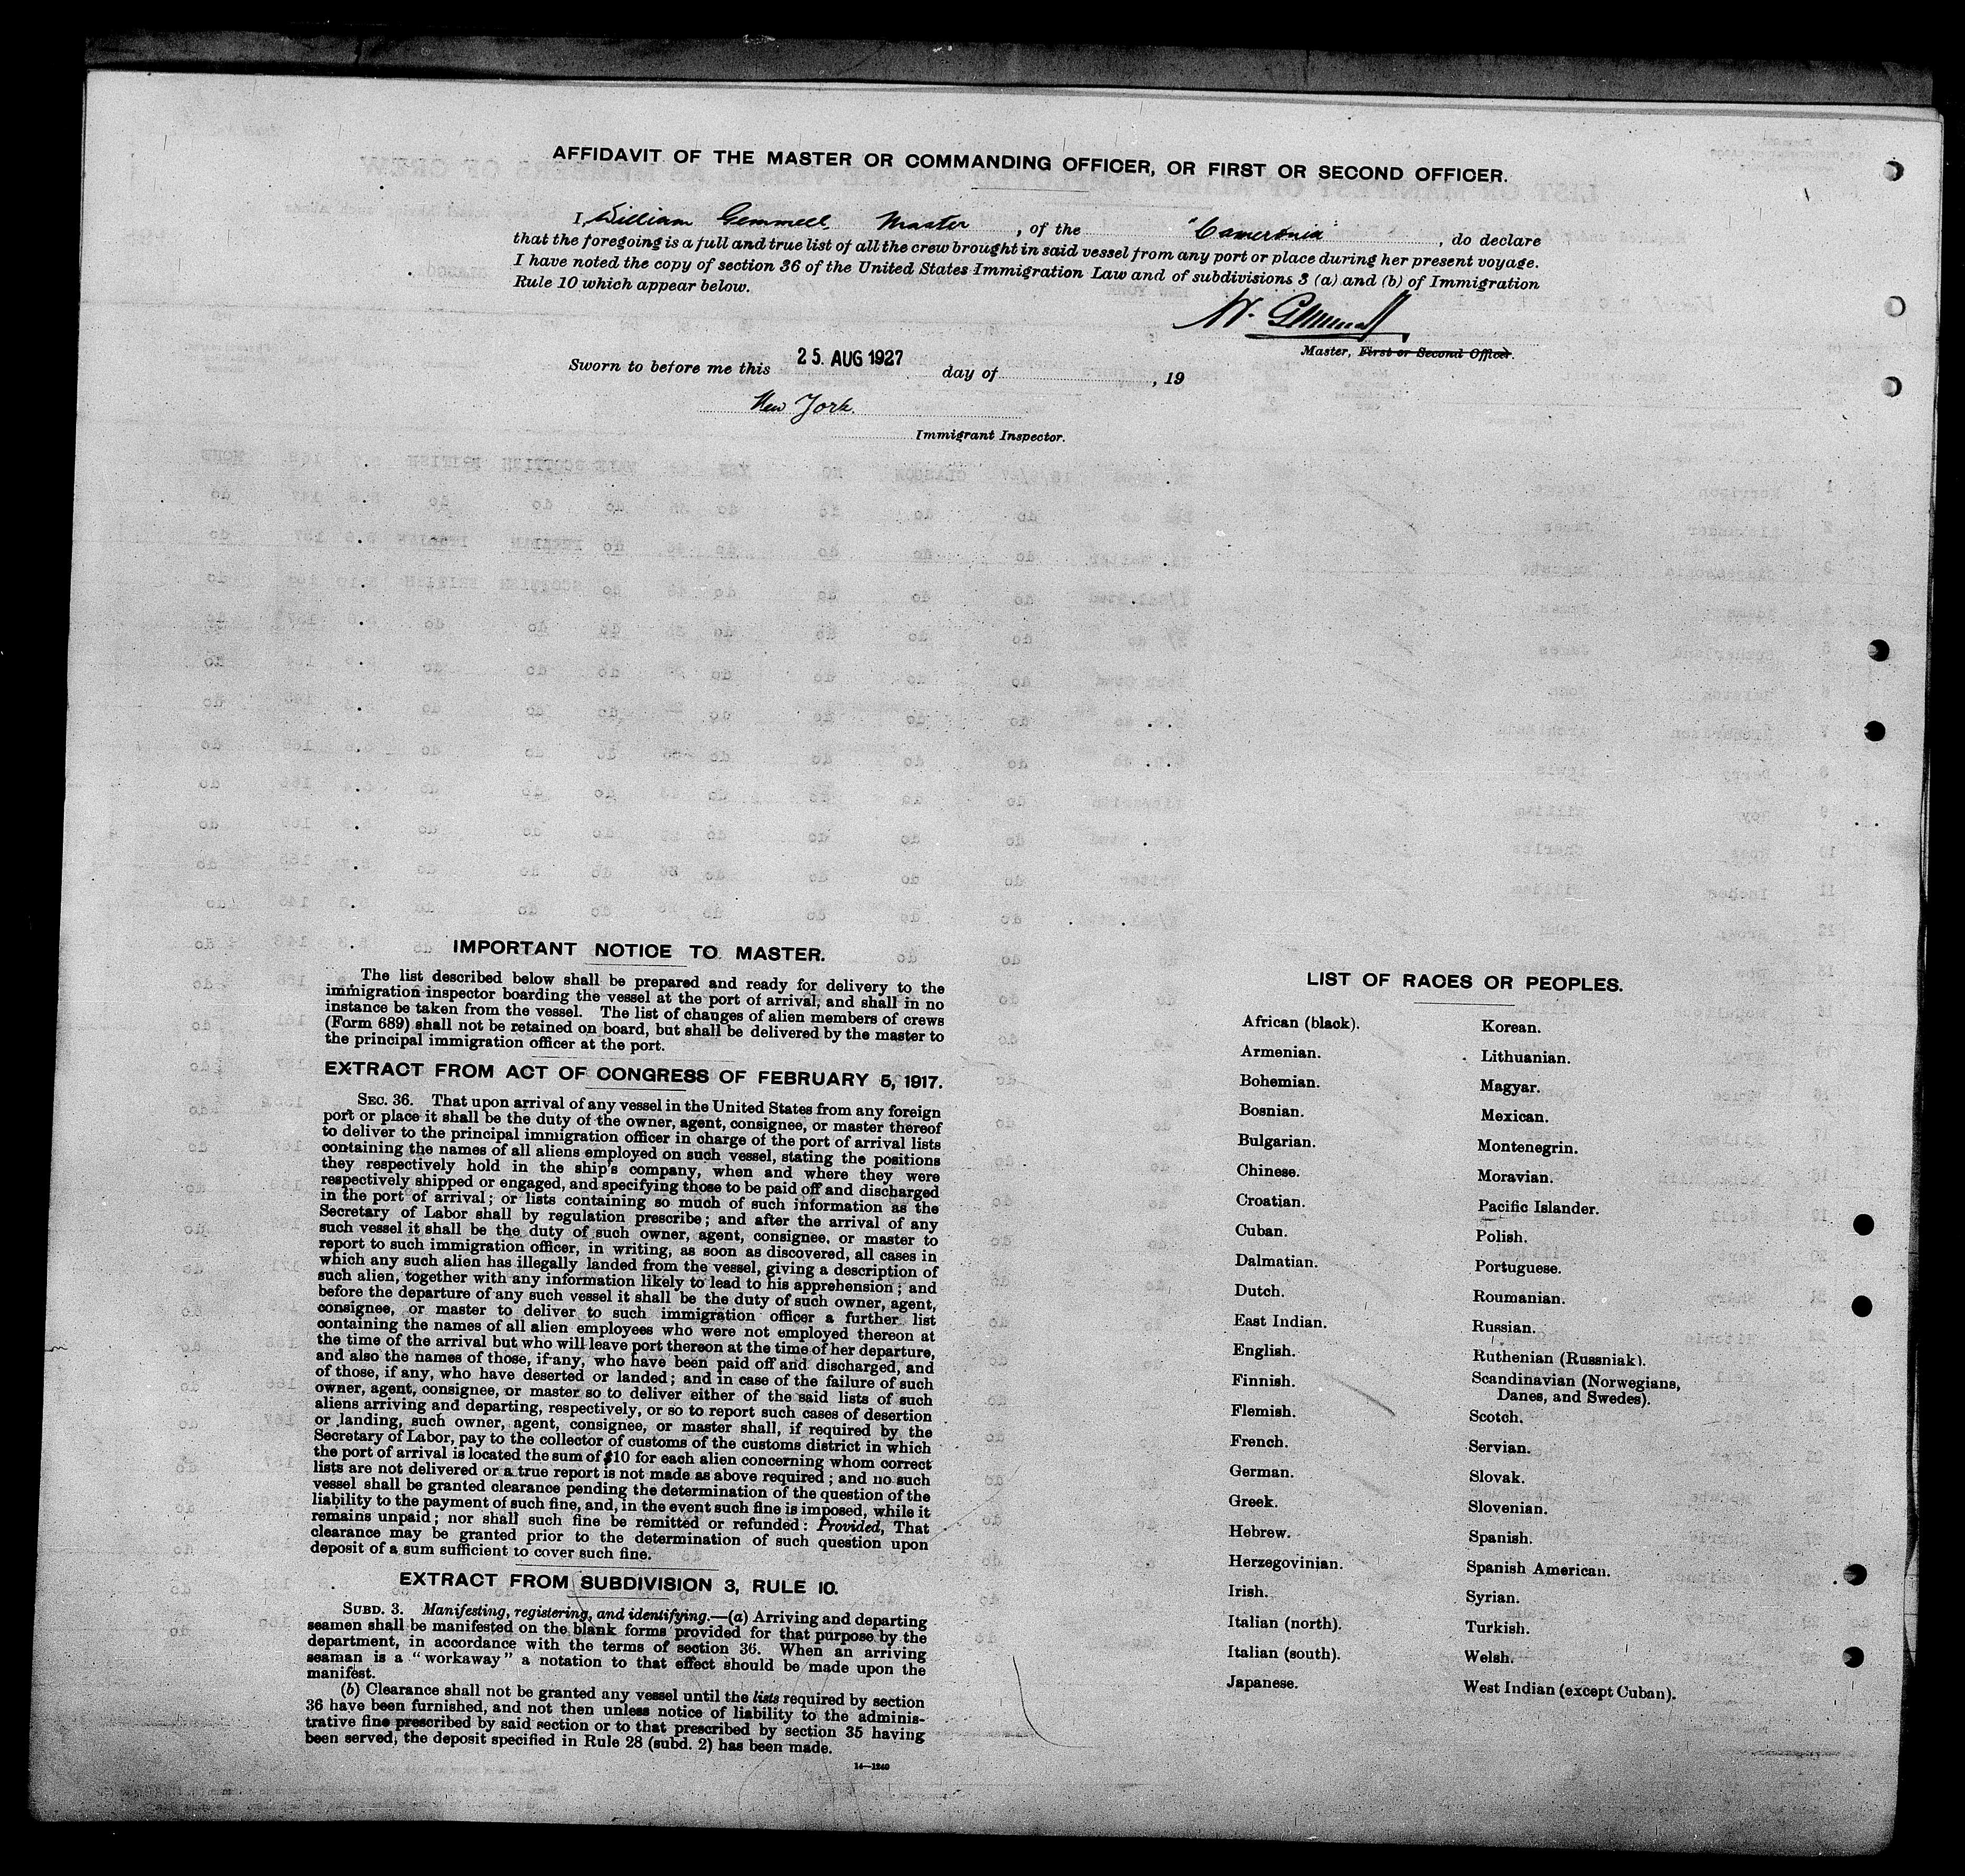 AFFIDAVIT OF THE MASTER OR COMMANDING OFFICER, OR FIRST OR SECOND OFFICER.
I, William Gemmell, Master, of the "Cameronia", do declare
that the foregoing is a full and true list of all the crew brought in said vessel from any port or place during her present voyage.
I have noted the copy of section 36 of the United States Immigration Law and of subdivisions 3 (a) and (b) of Immigration
Rule 10 which appear below.
W. Gemmell
Master, First or Second Officer.
Sworn to before me this 25. AUG 1927 day of , 19
New York.
Immigrant Inspector.
IMPORTANT NOTICE TO MASTER.
The list described below shall be prepared and ready for delivery to the
immigration inspector boarding the vessel at the port of arrival, and shall in no
instance be taken from the vessel. The list of changes of alien members of crews
(Form 689) shall not be retained on board, but shall be delivered by the master to
the principal immigration officer at the port.
EXTRACT FROM ACT OF CONGRESS OF FEBRUARY 5, 1917.
SEC. 36. That upon arrival of any vessel in the United States from any foreign
port or place it shall be the duty of the owner, agent, consignee, or master thereof
to deliver to the principal immigration officer in charge of the port of arrival lists
containing the names of all aliens employed on such vessel, stating the positions
they respectively hold in the ship's company, when and where they were
respectively shipped or engaged, and specifying those to be paid off and discharged
in the port of arrival; or lists containing so much of such information as the
Secretary of Labor shall by regulation prescribe; and after the arrival of any
such vessel it shall be the duty of such owner, agent, consignee, or master to
report to such immigration officer, in writing, as soon as discovered, all cases in
which any such alien has illegally landed from the vessel, giving a description of
such alien, together with any information likely to lead to his apprehension; and
before the departure of any such vessel it shall be the duty of such owner, agent,
consignee, or master to deliver to such immigration officer a further list
containing the names of all alien employees who were not employed thereon at
the time of the arrival but who will leave port thereon at the time of her departure,
and also the names of those, if any, who have been paid off and discharged, and
of those, if any, who have deserted or landed; and in case of the failure of such
owner, agent, consignee, or master so to deliver either of the said lists of such
aliens arriving and departing, respectively, or so to report such cases of desertion
or landing, such owner, agent, consignee, or master shall, if required by the
Secretary of Labor, pay to the collector of customs of the customs district in which
the port of arrival is located the sum of $10 for each alien concerning whom correct
lists are not delivered or a true report is not made as above required; and no such
vessel shall be granted clearance pending the determination of the question of the
liability to the payment of such fine, and, in the event such fine is imposed, while it
remains unpaid; nor shall such fine be remitted or refunded: Provided, That
clearance may be granted prior to the determination of such question upon
deposit of a sum sufficient to cover such fine.
EXTRACT FROM SUBDIVISION 3, RULE 10.
SUBD. 3. Manifesting, registering, and identifying.—(a) Arriving and departing
seamen shall be manifested on the blank forms provided for that purpose by the
department, in accordance with the terms of section 36. When an arriving
seaman is a "workaway" a notation to that effect should be made upon the
manifest.
(b) Clearance shall not be granted any vessel until the lists required by section
36 have been furnished, and not then unless notice of liability to the adminis-
trative fine prescribed by said section or to that prescribed by section 35 having
been served, the deposit specified in Rule 28 (subd. 2) has been made.
14—1240
LIST OF RACES OR PEOPLES.
African (black).
Armenian.
Bohemian.
Bosnian.
Bulgarian.
Chinese.
Croatian.
Cuban.
Dalmatian.
Dutch.
East Indian.
English.
Finnish.
Flemish.
French.
German.
Greek.
Hebrew.
Herzegovinian.
Irish.
Italian (north).
Italian (south).
Japanese.
Korean.
Lithuanian.
Magyar.
Mexican.
Montenegrin.
Moravian.
Pacific Islander.
Polish.
Portuguese.
Roumanian.
Russian.
Ruthenian (Russniak).
Scandinavian (Norwegians,
Danes, and Swedes).
Scotch.
Servian.
Slovak.
Slovenian.
Spanish.
Spanish American.
Syrian.
Turkish.
Welsh.
West Indian (except Cuban).